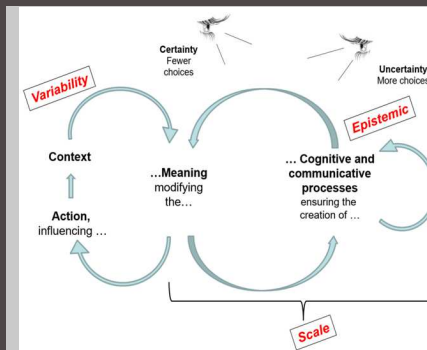 Certainty
Fewer
choices
Uncertainty
More choices
Variability
Epistemic
Context
…Meaning
modifying
the…
… Cognitive and
communicative
processes
ensuring the
creation of …
Action,
influencing …
Scale